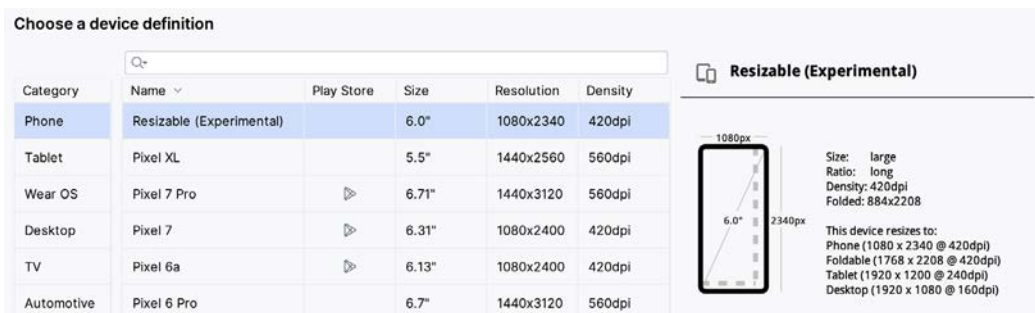 Choose a device definition
Category
Phone
Tablet
Wear OS
Desktop
TV
Automotive
Name Play Store Size Resolution Density
Resizable (Experimental) 6.0" 1080x2340 420dpi
Pixel XL 5.5" 1440x2560 560dpi
Pixel 7 Pro 6.71" 1440x3120 560dpi
Pixel 7 6.31" 1080x2400 420dpi
Pixel 6a 6.13" 1080x2400 420dpi
Pixel 6 Pro 6.7" 1440x3120 560dpi
Resizable (Experimental)
1080px
6.0"
2340px
Size: large
Ratio: long
Density: 420dpi
Folded: 884x2208
This device resizes to:
Phone (1080 x 2340 @ 420dpi)
Foldable (1768 x 2208 @ 420dpi)
Tablet (1920 x 1200 @ 240dpi)
Desktop (1920 x 1080 @ 160dpi)